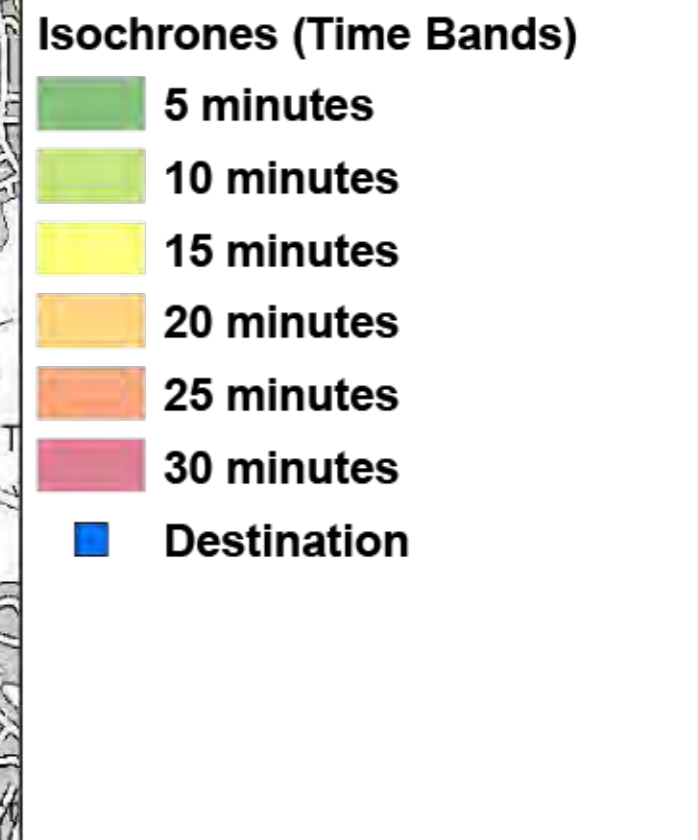 Isochrones (Time Bands)
5 minutes
10 minutes
15 minutes
20 minutes
25 minutes
30 minutes
Destination
T